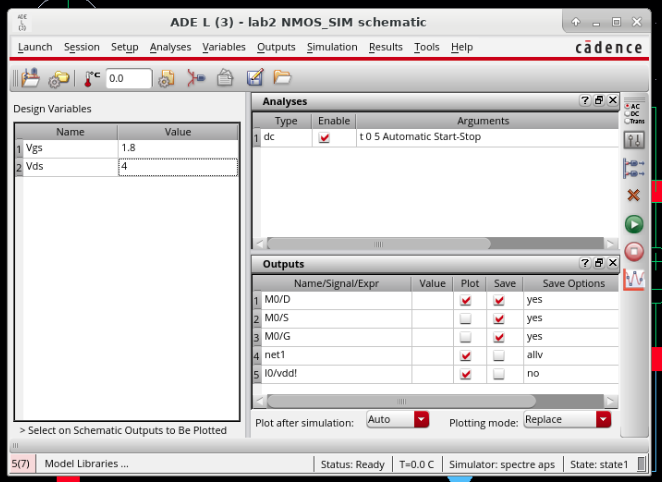 ADE L (3) - lab2 NMOS_SIM schematic
ADE
L
(3)
Launch Session Setup Analyses Variables Outputs Simulation Results Tools Help
cādence
°C 0.0
Design Variables
Name Value
1 Vgs 1.8
2 Vds 4
> Select on Schematic Outputs to Be Plotted
Analyses
Type Enable Arguments
1 dc t 0 5 Automatic Start-Stop
Outputs
Name/Signal/Expr Value Plot Save Save Options
1 M0/D yes
2 M0/S yes
3 M0/G yes
4 net1 allv
5 I0/vdd! no
Plot after simulation: Auto Plotting mode: Replace
AC
DC
Trans
5(7) Model Libraries ... Status: Ready T=0.0 C Simulator: spectre aps State: state1